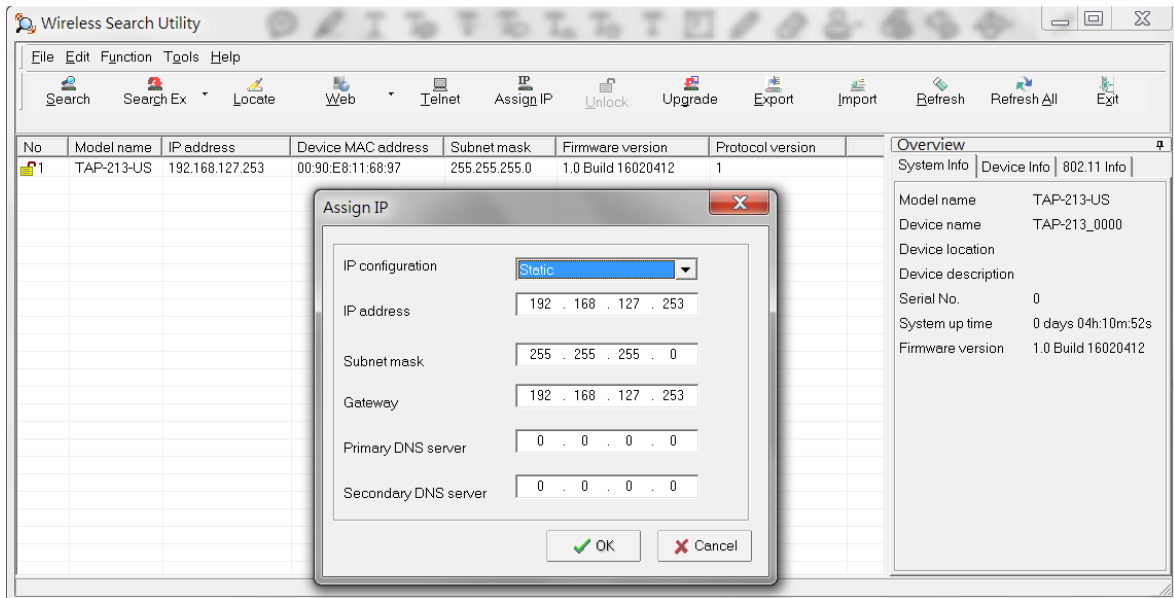 Wireless Search Utility
File Edit Function Tools Help
Search Search Ex Locate Web Telnet Assign IP Unlock Upgrade Export Import Refresh Refresh All Exit
No Model name IP address Device MAC address Subnet mask Firmware version Protocol version
1 TAP-213-US 192.168.127.253 00:90:E8:11:68:97 255.255.255.0 1.0 Build 16020412 1
Assign IP
IP configuration Static
IP address 192 . 168 . 127 . 253
Subnet mask 255 . 255 . 255 . 0
Gateway 192 . 168 . 127 . 253
Primary DNS server 0 . 0 . 0 . 0
Secondary DNS server 0 . 0 . 0 . 0
OK Cancel
Overview
System Info Device Info 802.11 Info
Model name TAP-213-US
Device name TAP-213_0000
Device location
Device description
Serial No. 0
System up time 0 days 04h:10m:52s
Firmware version 1.0 Build 16020412